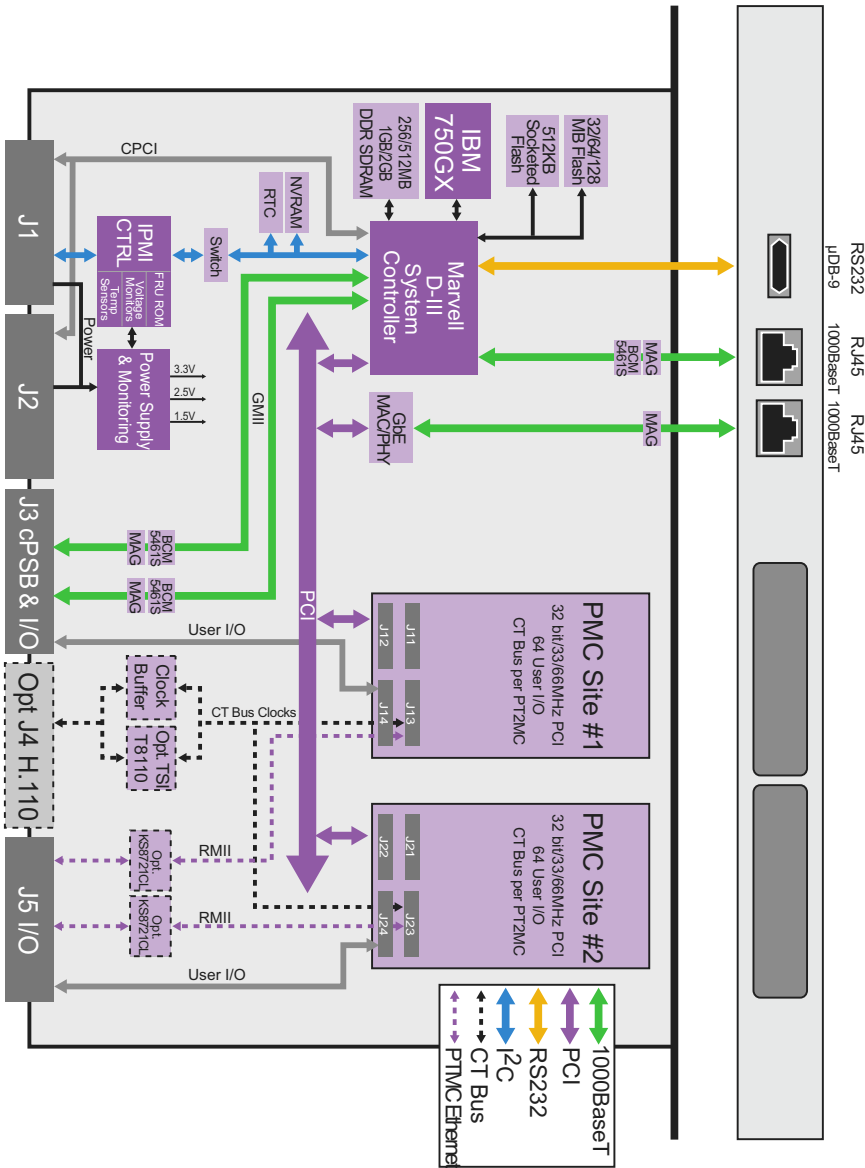 RS232
µDB-9
RJ45
1000BaseT
RJ45
1000BaseT
32/64/128
MB Flash
512KB
Socketed
Flash
IBM
750GX
256/512MB
1GB/2GB
DDR SDRAM
Marvell
D-III
System
Controller
CPCI
NVRAM
RTC
Switch
IPMI
CTRL
FRU ROM
Voltage
Monitors
Temp
Sensors
Power
Power Supply
& Monitoring
3.3V
2.5V
1.5V
GMII
MAG
BCM
5461S
MAG
GbE
MAC/PHY
BCM
5461S
MAG
BCM
5461S
MAG
PCI
PMC Site #1
32 bit/33/66MHz PCI
64 User I/O
CT Bus per PT2MC
J11
J12
J13
J14
PMC Site #2
32 bit/33/66MHz PCI
64 User I/O
CT Bus per PT2MC
J21
J22
J23
J24
User I/O
CT Bus Clocks
Clock
Buffer
Opt. TSI
T8110
RMII
Opt.
KS8721CL
RMII
Opt.
KS8721CL
User I/O
J1
J2
J3 cPSB & I/O
Opt J4 H.110
J5 I/O
1000BaseT
PCI
RS232
I²C
CT Bus
PTMC Ethernet